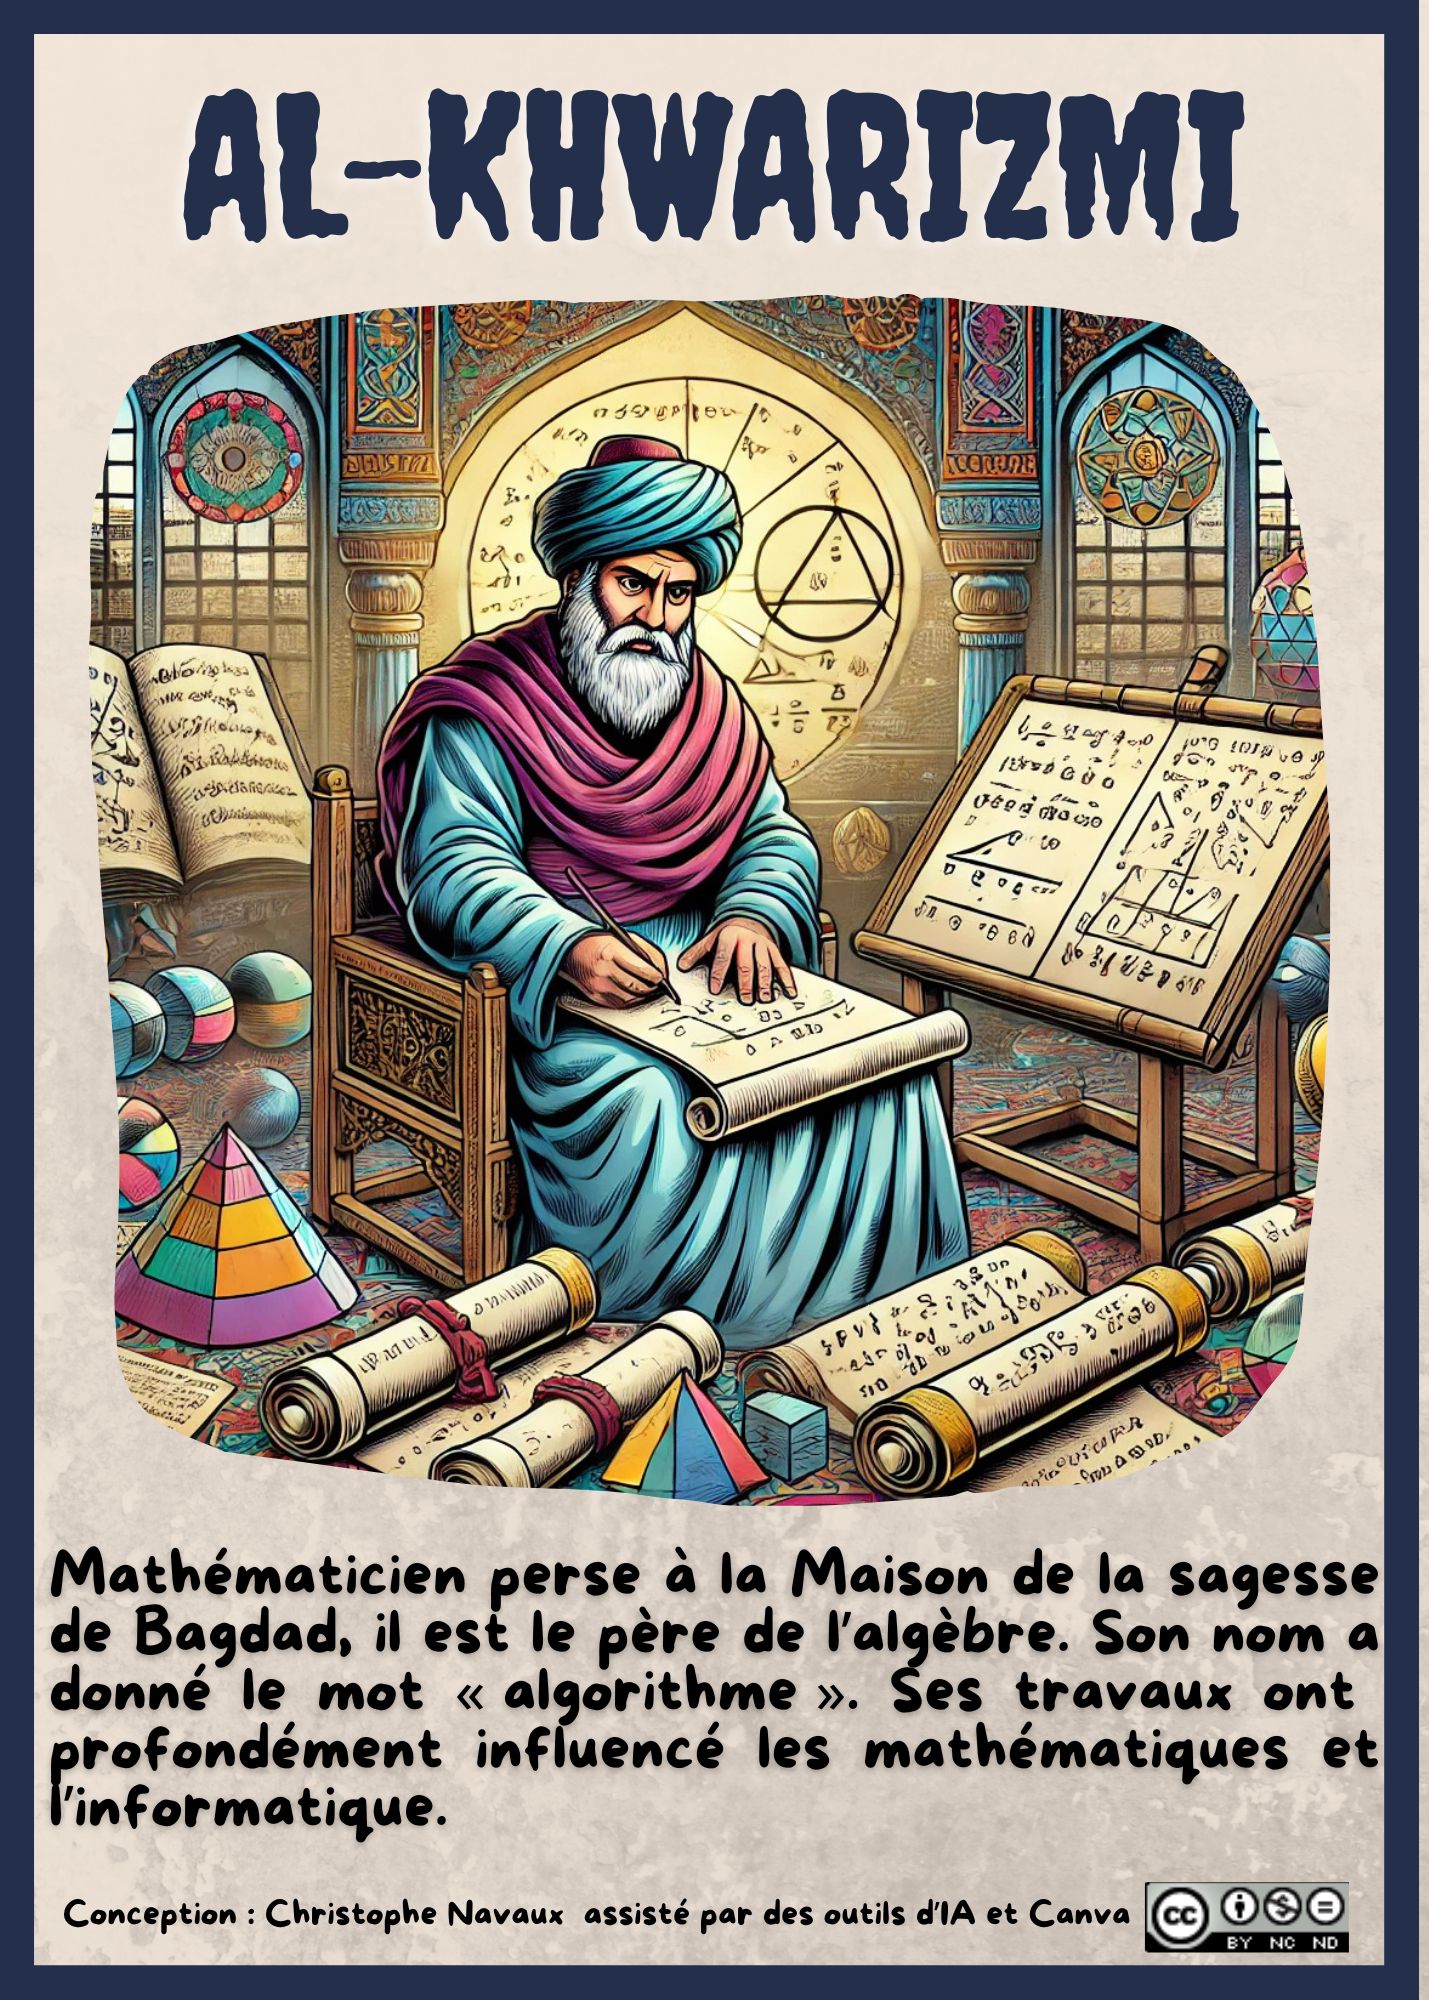 AL-KHWARIZMI
Mathématicien perse à la Maison de la sagesse
de Bagdad, il est le père de l'algèbre. Son nom a
donné le mot « algorithme ». Ses travaux ont
profondément influencé les mathématiques et
l'informatique.
Conception : Christophe Navaux assisté par des outils d'IA et Canva
cc
BY NC ND